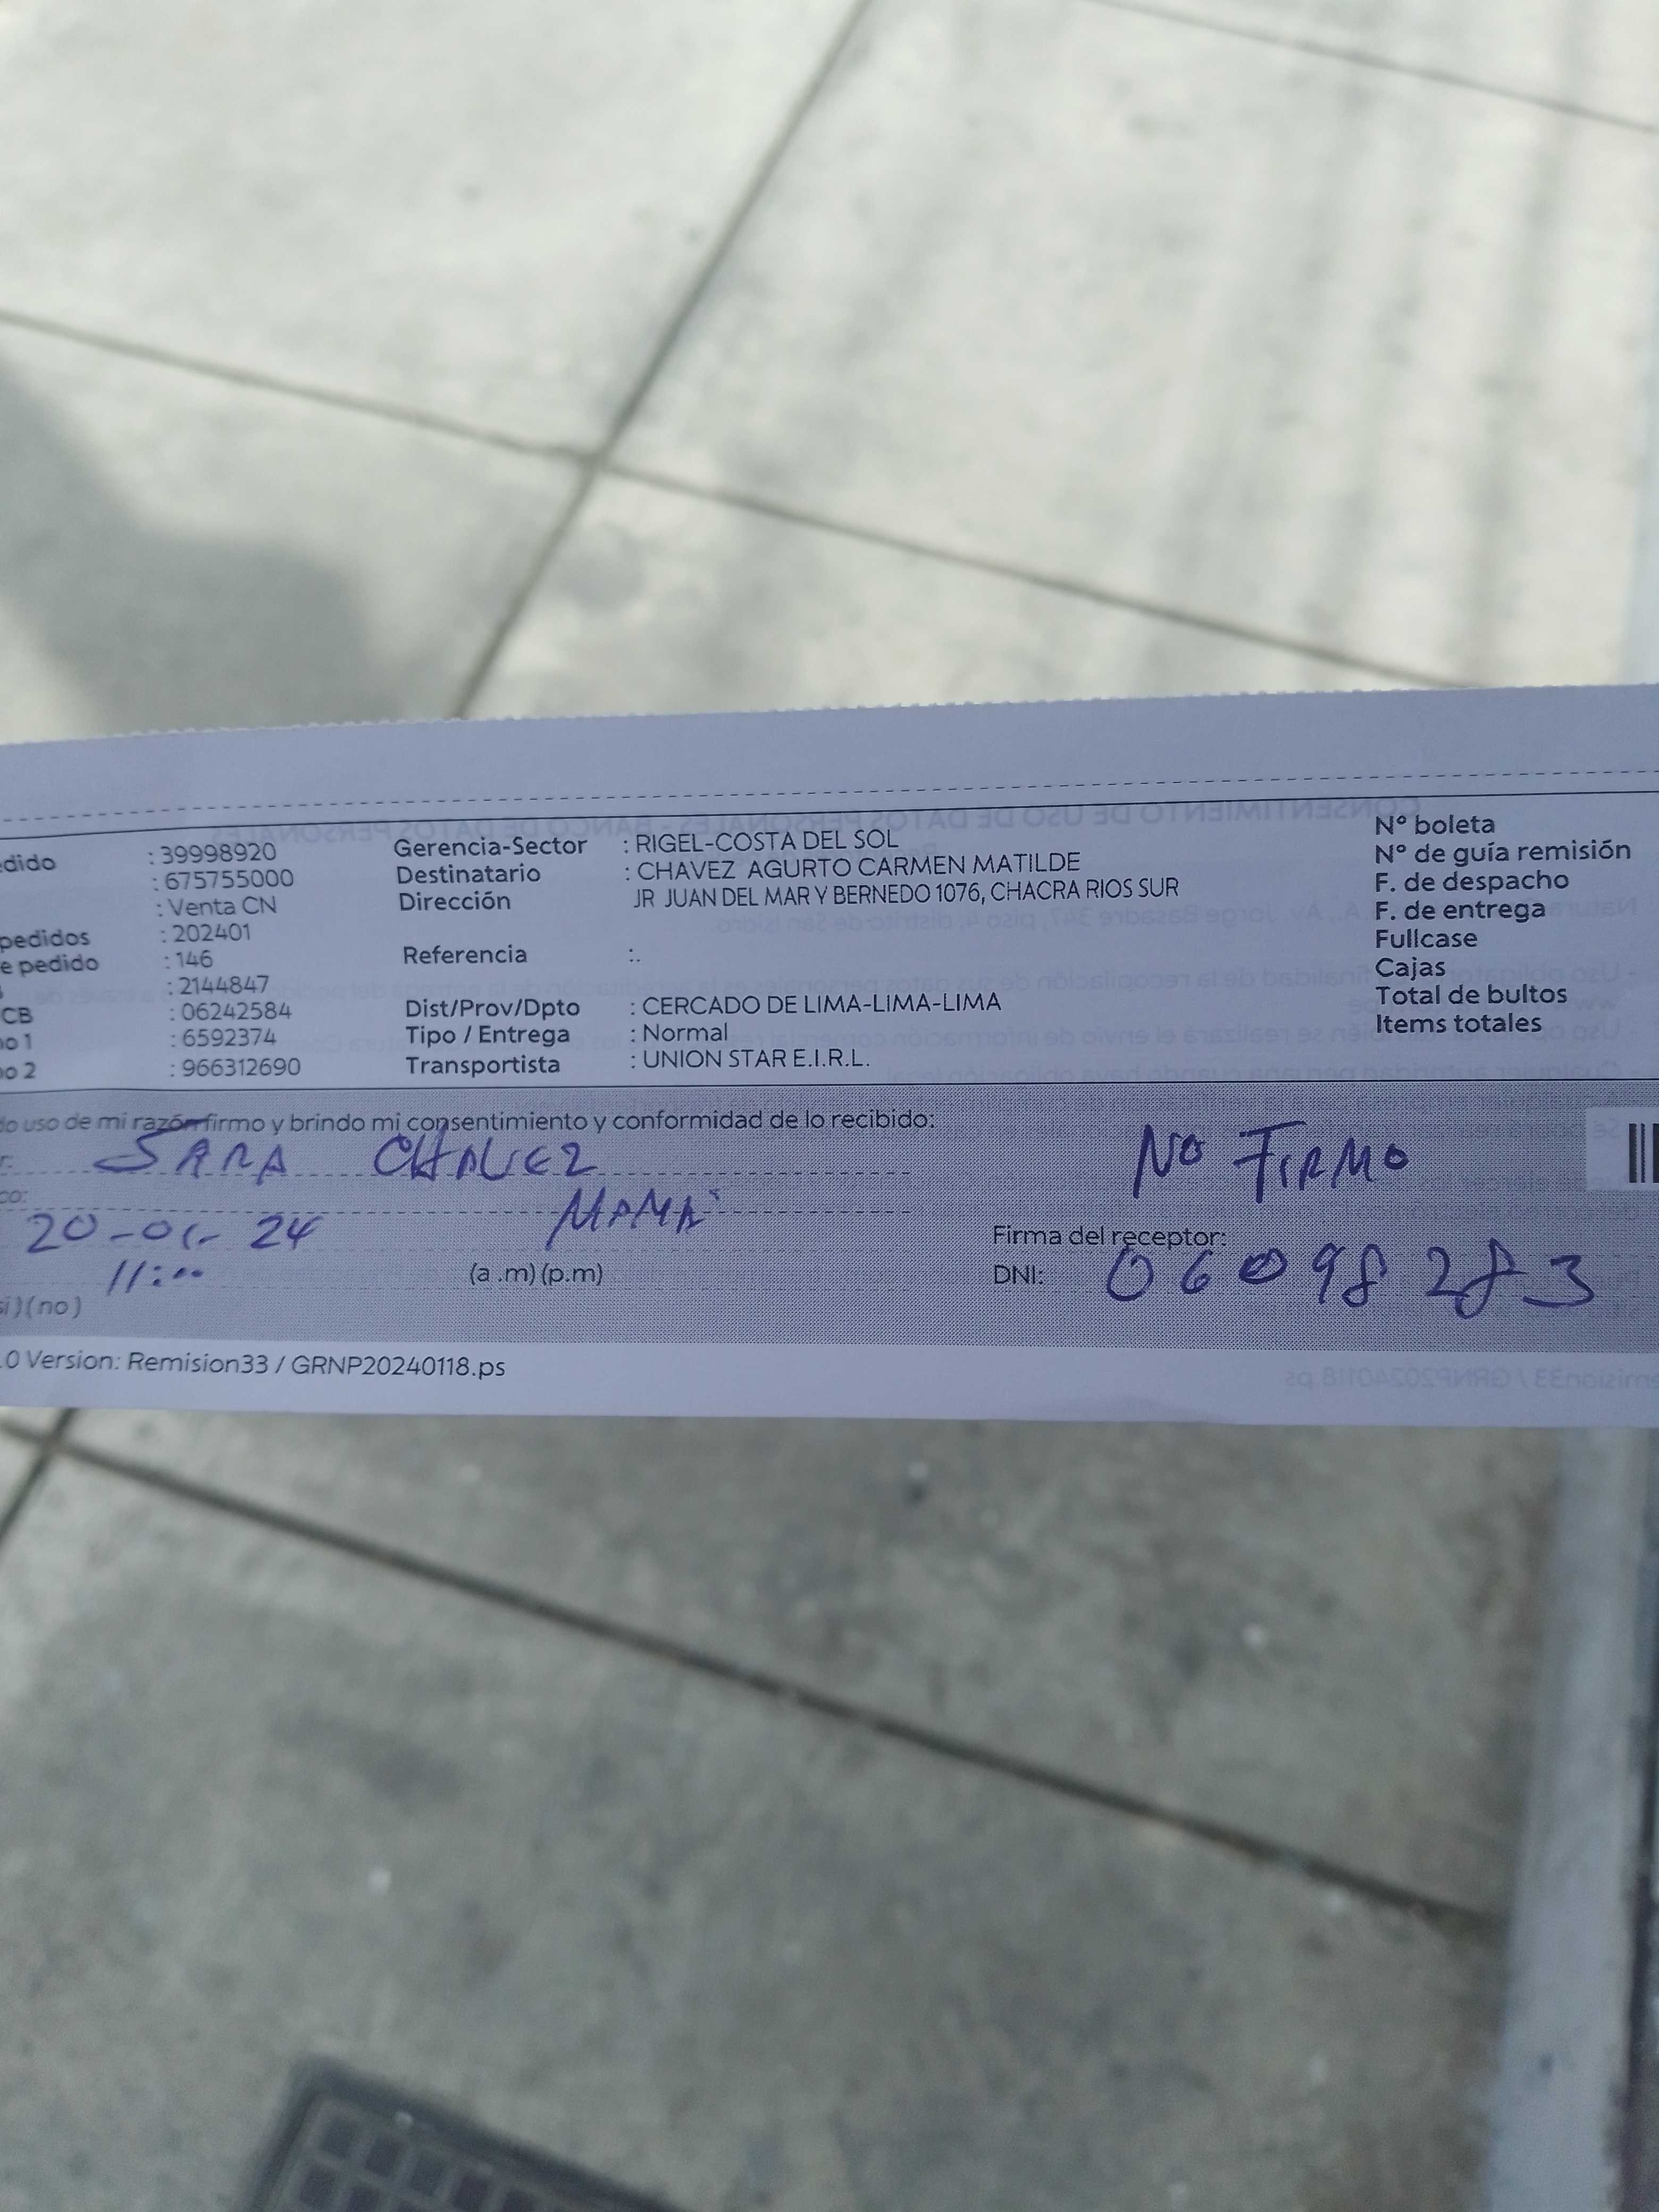 dido : 39998920 Gerencia-Sector : RIGEL-COSTA DEL SOL Nº boleta
: 675755000 Destinatario : CHAVEZ AGURTO CARMEN MATILDE Nº de guía remisión
: Venta CN Dirección JR JUAN DEL MAR Y BERNEDO 1076, CHACRA RIOS SUR F. de despacho
pedidos : 202401 F. de entrega
e pedido : 146 Referencia :. Fullcase
: 2144847 Cajas
CB : 06242584 Dist/Prov/Dpto : CERCADO DE LIMA-LIMA-LIMA Total de bultos
no 1 : 6592374 Tipo / Entrega : Normal Items totales
no 2 : 966312690 Transportista : UNION STAR E.I.R.L.
do uso de mi razón firmo y brindo mi consentimiento y conformidad de lo recibido:
r: SARA CHAVEZ NO FIRMO
co: MAMA
20-01-24 Firma del receptor:
11:00 (a .m) (p.m) DNI: 06098283
si) (no)
.0 Version: Remision33 / GRNP20240118.ps